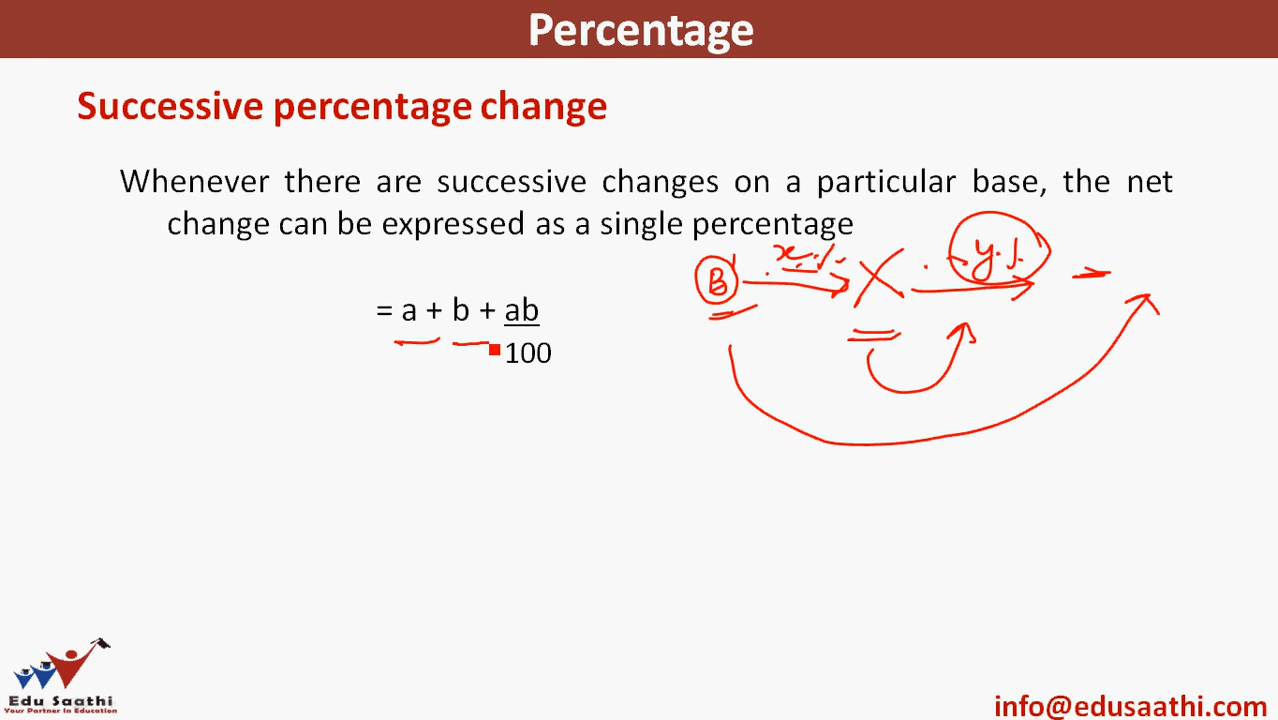 Percentage
Successive percentage change
Whenever there are successive changes on a particular base, the net
change can be expressed as a single percentage
B x% X y%
= a + b + ab
100
Edu Saathi
Your Partner In Education
info@edusaathi.com